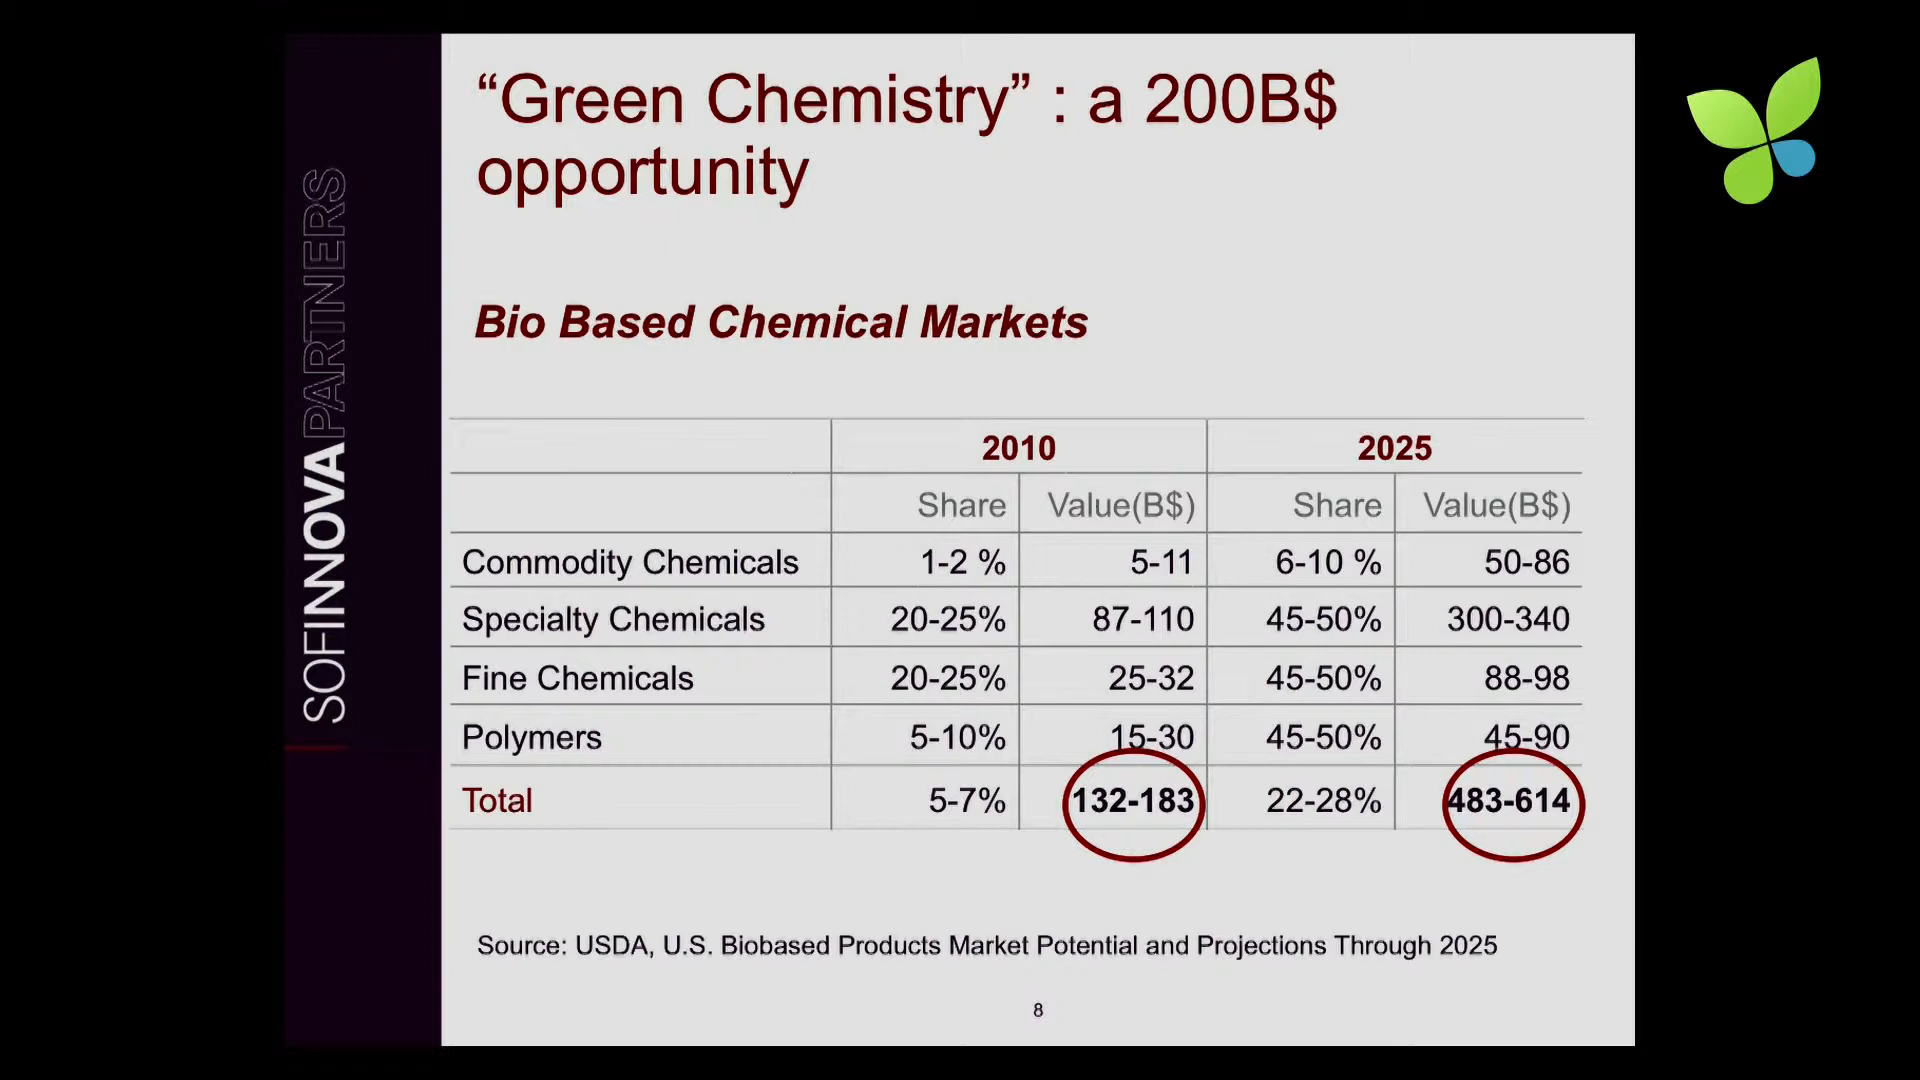 SOFINNOVAPARTNERS
“Green Chemistry” : a 200B$
opportunity
Bio Based Chemical Markets
2010 2025
Share Value(B$) Share Value(B$)
Commodity Chemicals 1-2 % 5-11 6-10 % 50-86
Specialty Chemicals 20-25% 87-110 45-50% 300-340
Fine Chemicals 20-25% 25-32 45-50% 88-98
Polymers 5-10% 15-30 45-50% 45-90
Total 5-7% 132-183 22-28% 483-614
Source: USDA, U.S. Biobased Products Market Potential and Projections Through 2025
8